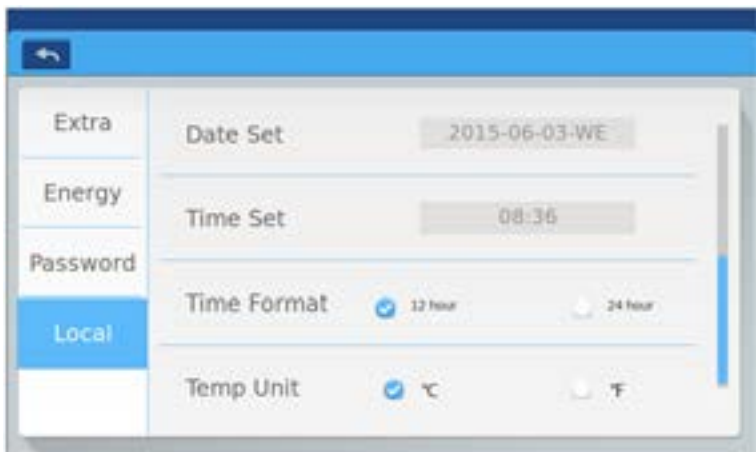 Extra
Energy
Password
Local
Date Set 2015-06-03-WE
Time Set 08:36
Time Format 12 hour 24 hour
Temp Unit ℃ ℉